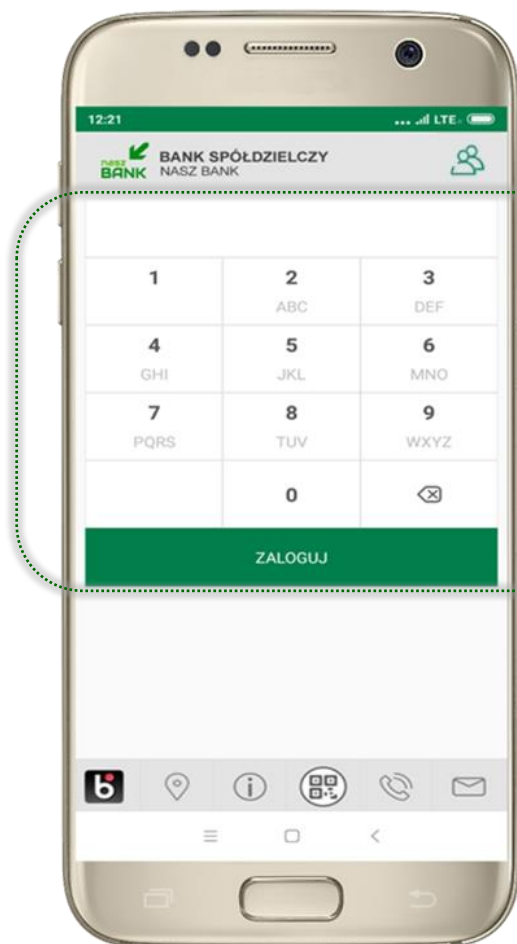 12:21
... LTE
nasz
BANK
BANK SPÓŁDZIELCZY
NASZ BANK
1 2 3
ABC DEF
4 5 6
GHI JKL MNO
7 8 9
PQRS TUV WXYZ
0
ZALOGUJ
b